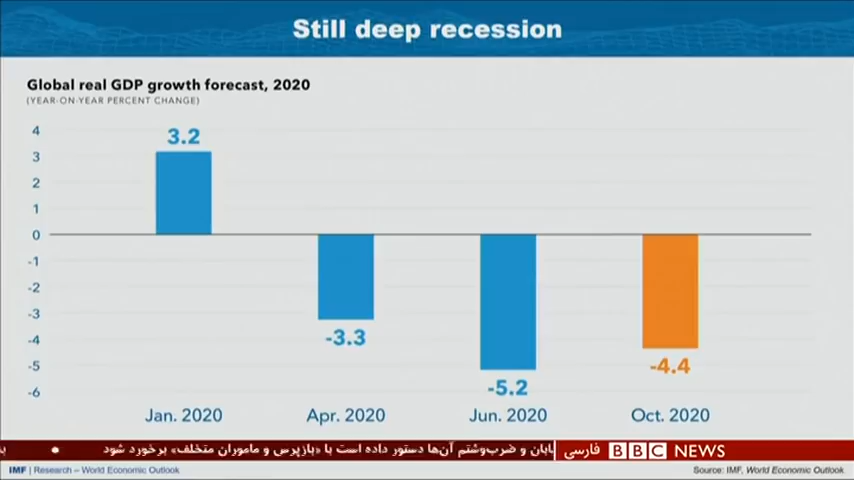 Still deep recession
Global real GDP growth forecast, 2020
(YEAR-ON-YEAR PERCENT CHANGE)
4
3
2
1
0
-1
-2
-3
-4
-5
-6
3.2
-3.3
-5.2
-4.4
Jan. 2020
Apr. 2020
Jun. 2020
Oct. 2020
BBC NEWS فارسی
یابان و ضرب‌وشتم آن‌ها دستور داده است با «بازپرس و ماموران متخلف» برخورد شود
IMF | Research – World Economic Outlook
Source: IMF, World Economic Outlook.